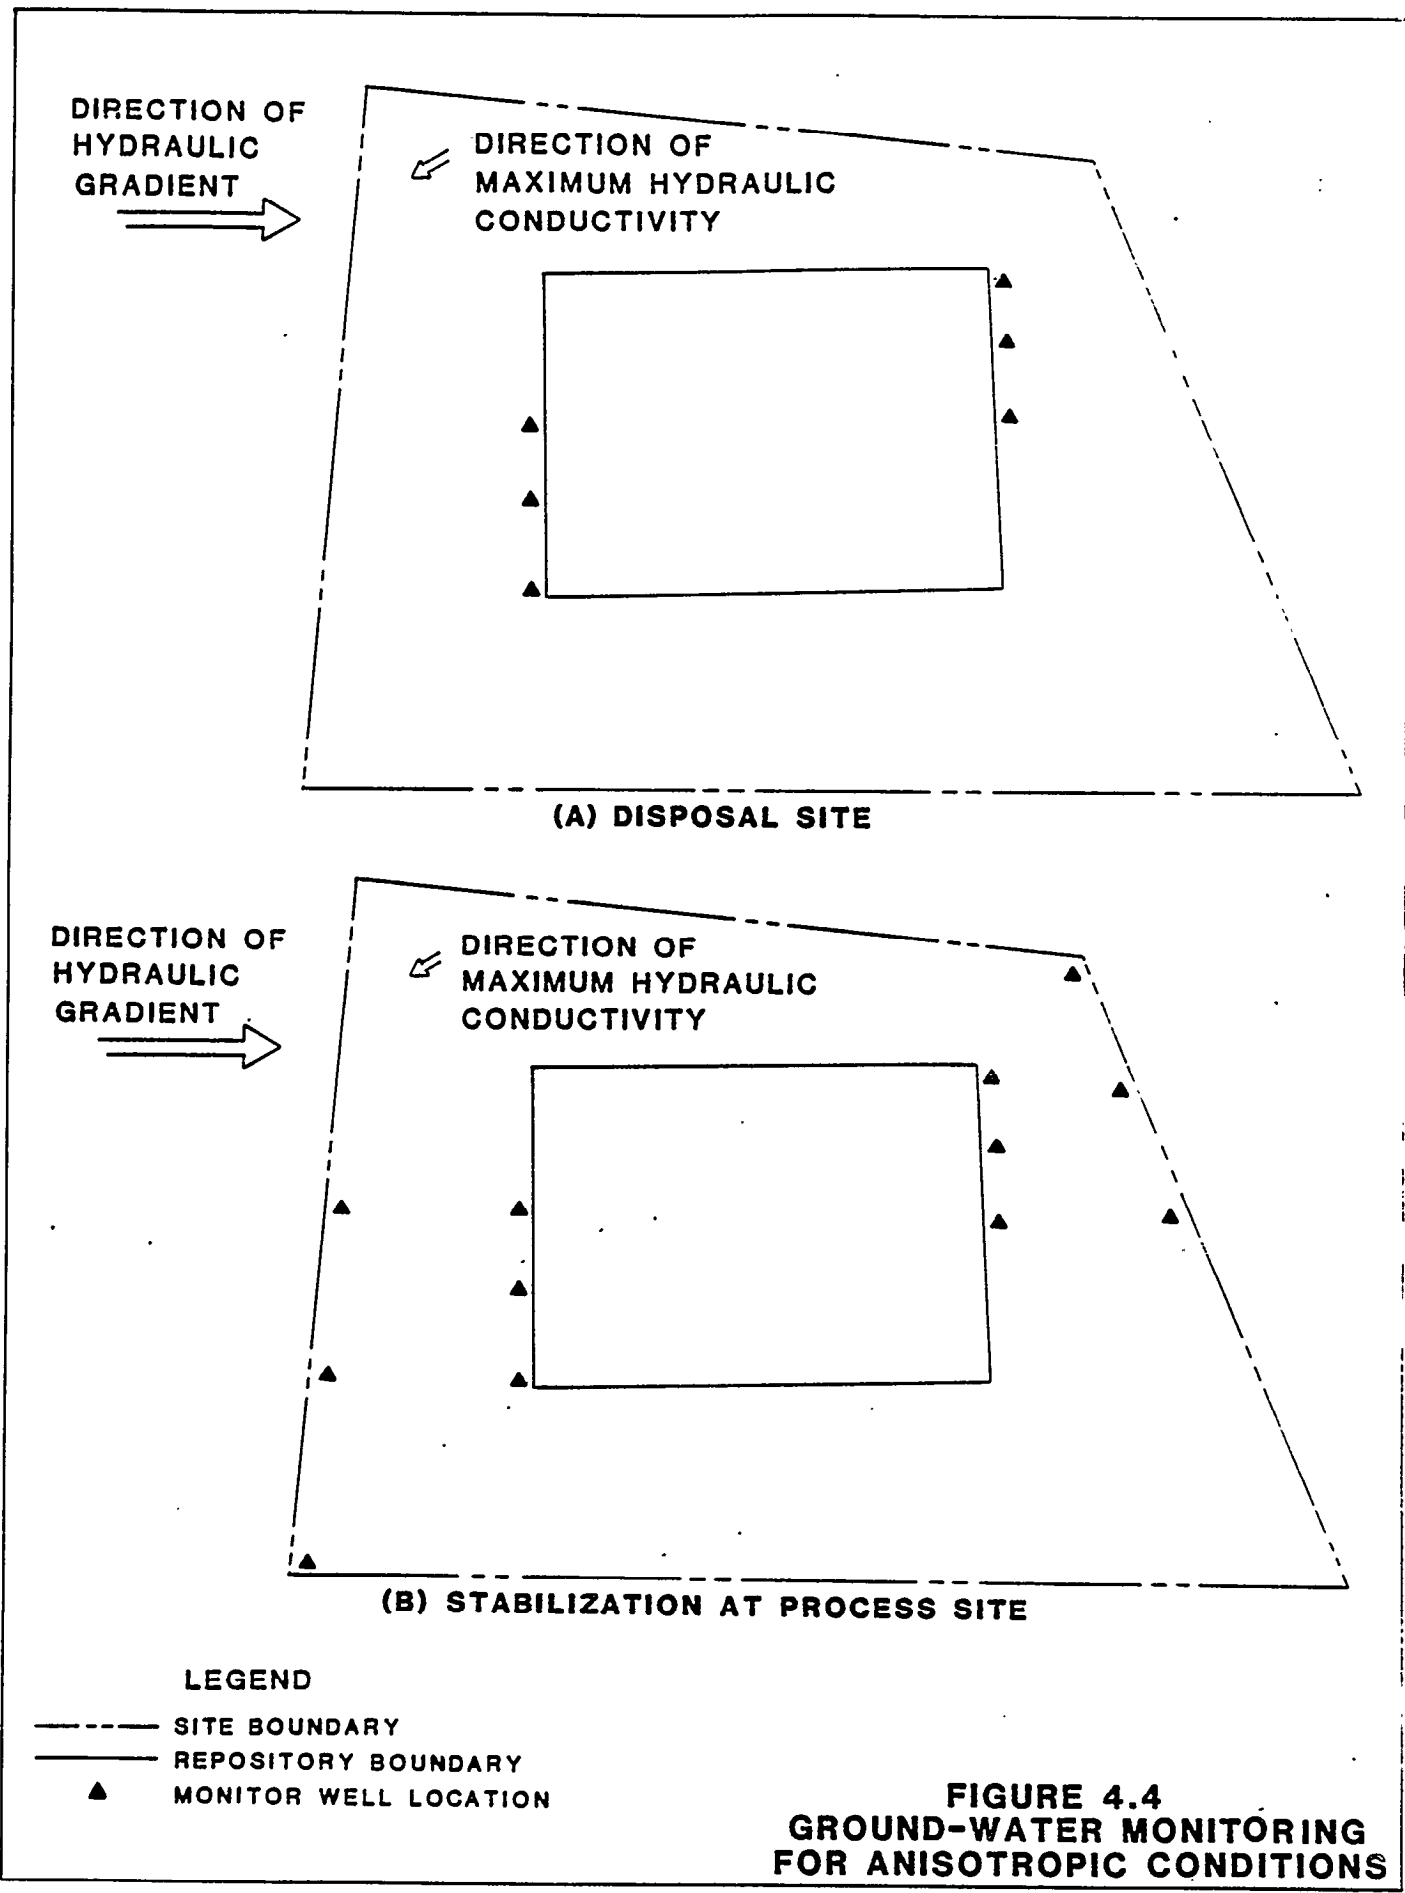 DIRECTION OF
HYDRAULIC
GRADIENT
DIRECTION OF
MAXIMUM HYDRAULIC
CONDUCTIVITY
(A) DISPOSAL SITE
DIRECTION OF
HYDRAULIC
GRADIENT
DIRECTION OF
MAXIMUM HYDRAULIC
CONDUCTIVITY
(B) STABILIZATION AT PROCESS SITE
LEGEND
SITE BOUNDARY
REPOSITORY BOUNDARY
MONITOR WELL LOCATION
FIGURE 4.4
GROUND-WATER MONITORING
FOR ANISOTROPIC CONDITIONS